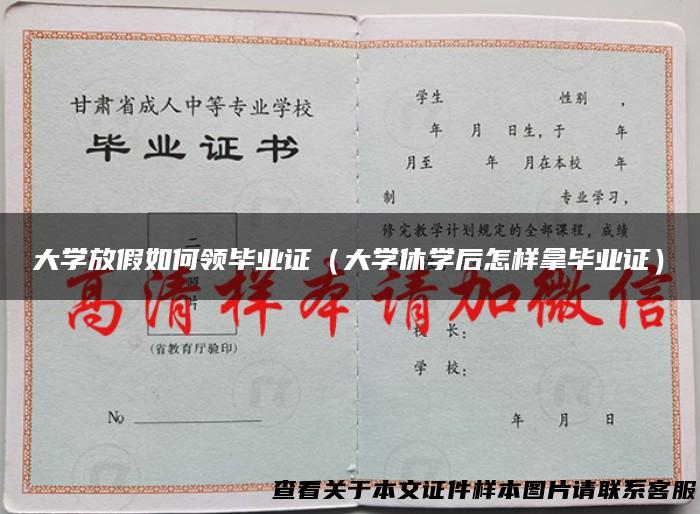 甘肃省成人中等专业学校
毕业证书
二
片
(省教育厅验印)
No
学生 性别 ,
年 月 日生,于 年
月至 年 月在本校 年
制 专业学习,
修完教学计划规定的全部课程,成绩
大学放假如何领毕业证(大学休学后怎样拿毕业证)
高清样本请加微信
校 长:
学 校:
年 月 日
查看关于本文证件样本图片请联系客服